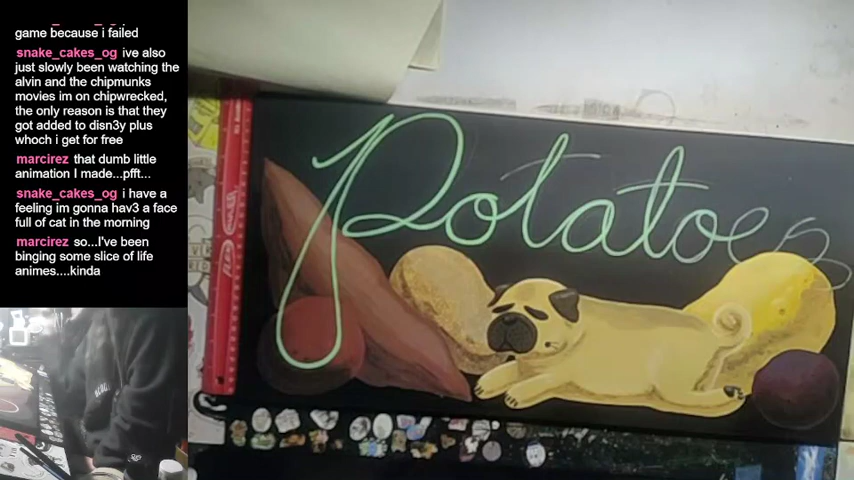 game because i failed
snake_cakes_og ive also
just slowly been watching the
alvin and the chipmunks
movies im on chipwrecked,
the only reason is that they
got added to disn3y plus
whoch i get for free
marcirez that dumb little
animation I made...pfft...
snake_cakes_og i have a
feeling im gonna hav3 a face
full of cat in the morning
marcirez so...I've been
binging some slice of life
animes....kinda
Potatoes